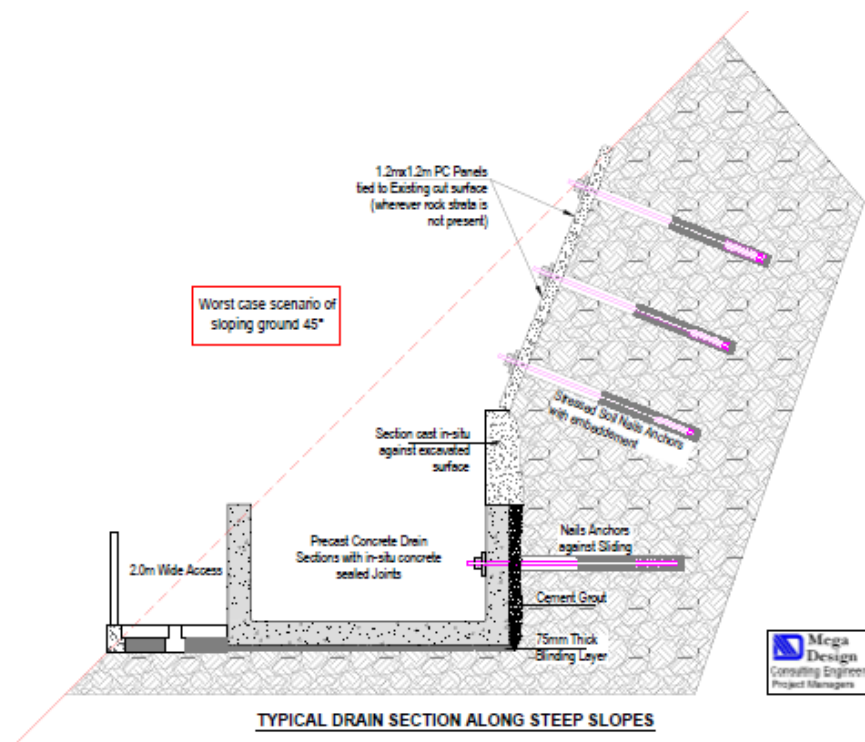 1.2mx1.2m PC Panels
tied to Existing cut surface
(wherever rock strata is
not present)
Worst case scenario of
sloping ground 45°
Stressed Soil Nails Anchors
with embaddement
Section cast in-situ
against excavated
surface
Precast Concrete Drain
Sections with in-situ concrete
sealed Joints
Nails Anchors
against Sliding
2.0m Wide Access
Cement Grout
75mm Thick
Blinding Layer
Mega
Design
Consulting Engineer
Project Managers
TYPICAL DRAIN SECTION ALONG STEEP SLOPES